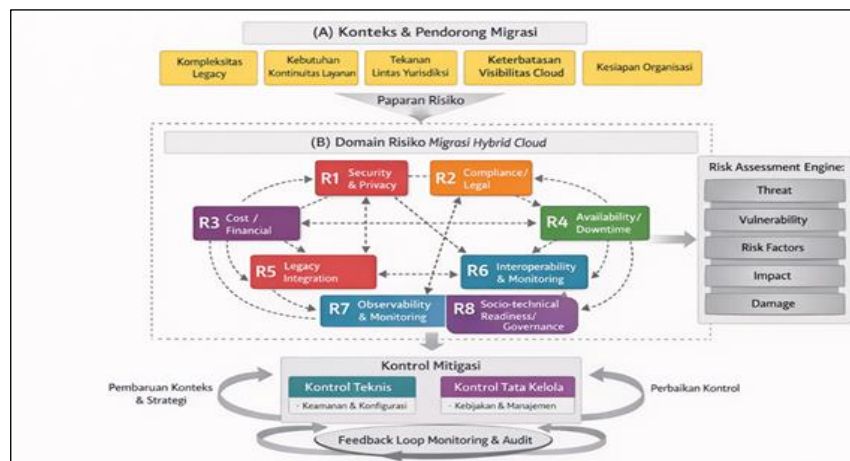 (A) Konteks & Pendorong Migrasi
Kompleksitas
Legacy
Kebutuhan
Kontinuitas Layanan
Tekanan
Lintas Yurisdiksi
Keterbatasan
Visibilitas Cloud
Kesiapan Organisasi
Paparan Risiko
(B) Domain Risiko Migrasi Hybrid Cloud
R1 Security
& Privacy
R2 Compliance/
Legal
R3 Cost /
Financial
R4 Availability/
Downtime
R5 Legacy
Integration
R6 Interoperability
& Monitoring
R7 Observability
& Monitoring
R8 Socio-technical
Readiness/
Governance
Risk Assessment Engine:
Threat
Vulnerability
Risk Factors
Impact
Damage
Kontrol Mitigasi
Kontrol Teknis
- Keamanan & Konfigurasi
Kontrol Tata Kelola
- Kebijakan & Manajemen
Pembaruan Konteks
& Strategi
Perbaikan Kontrol
Feedback Loop Monitoring & Audit